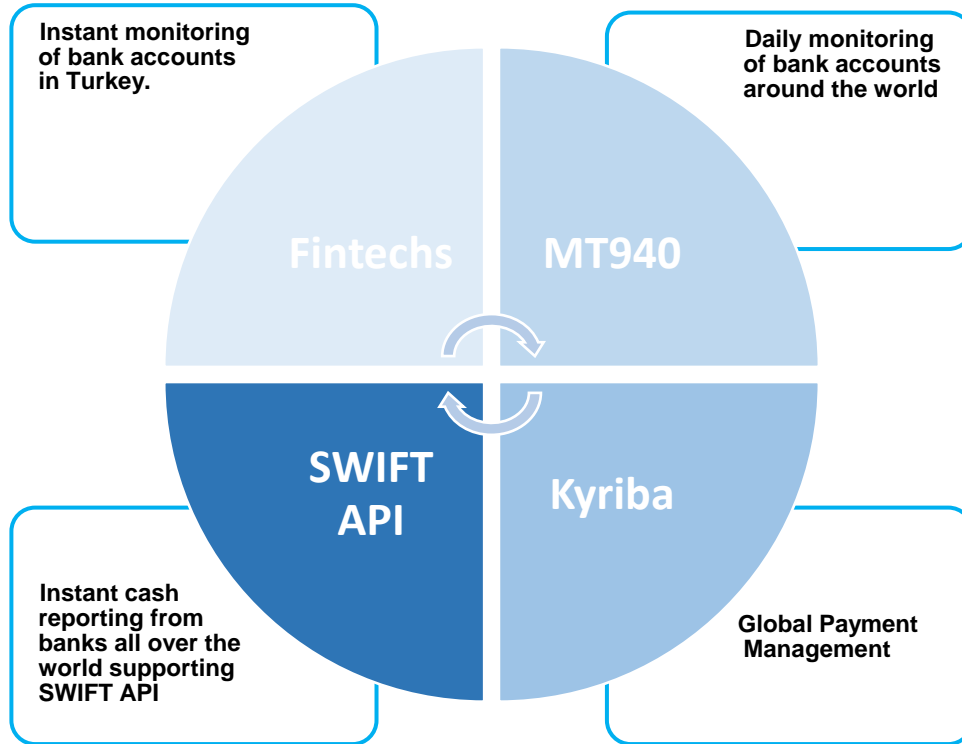 Instant monitoring
of bank accounts
in Turkey.
Daily monitoring
of bank accounts
around the world
Fintechs
MT940
SWIFT
API
Kyriba
Instant cash
reporting from
banks all over the
world supporting
SWIFT API
Global Payment
Management